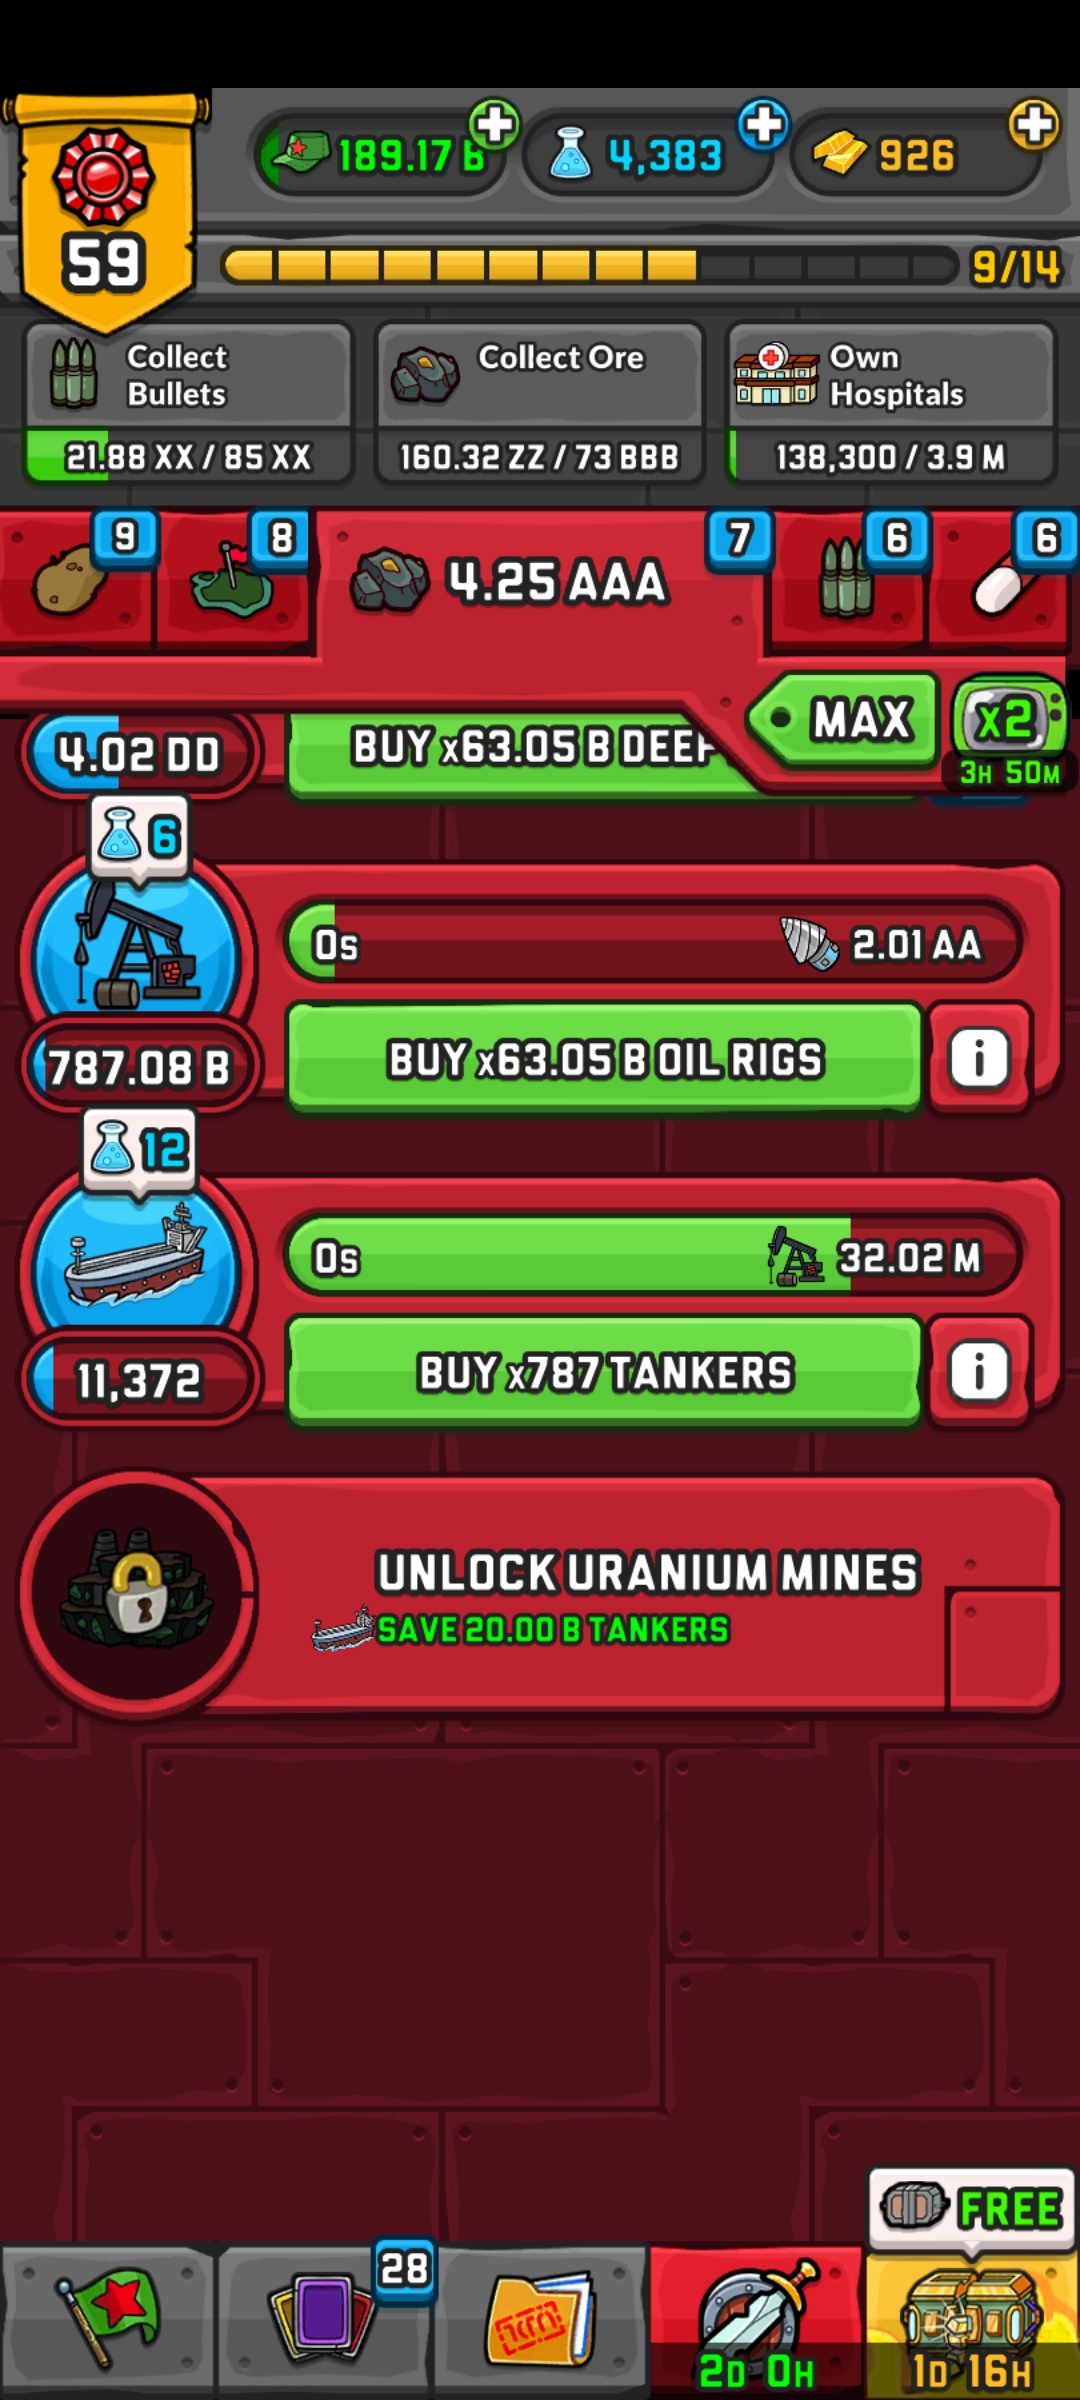 59
189.17 B
4,383
926
9/14
Collect
Bullets
21.88 XX / 85 XX
Collect Ore
160.32 ZZ / 73 BBB
Own
Hospitals
138,300 / 3.9 M
9
8
4.25 AAA
7
6
6
MAX
x2
3H 50M
4.02 DD
BUY x63.05 B DEEP
6
0s
2.01 AA
787.08 B
BUY x63.05 B OIL RIGS
i
12
0s
32.02 M
11,372
BUY x787 TANKERS
i
UNLOCK URANIUM MINES
SAVE 20.00 B TANKERS
FREE
28
2D 0H
1D 16H